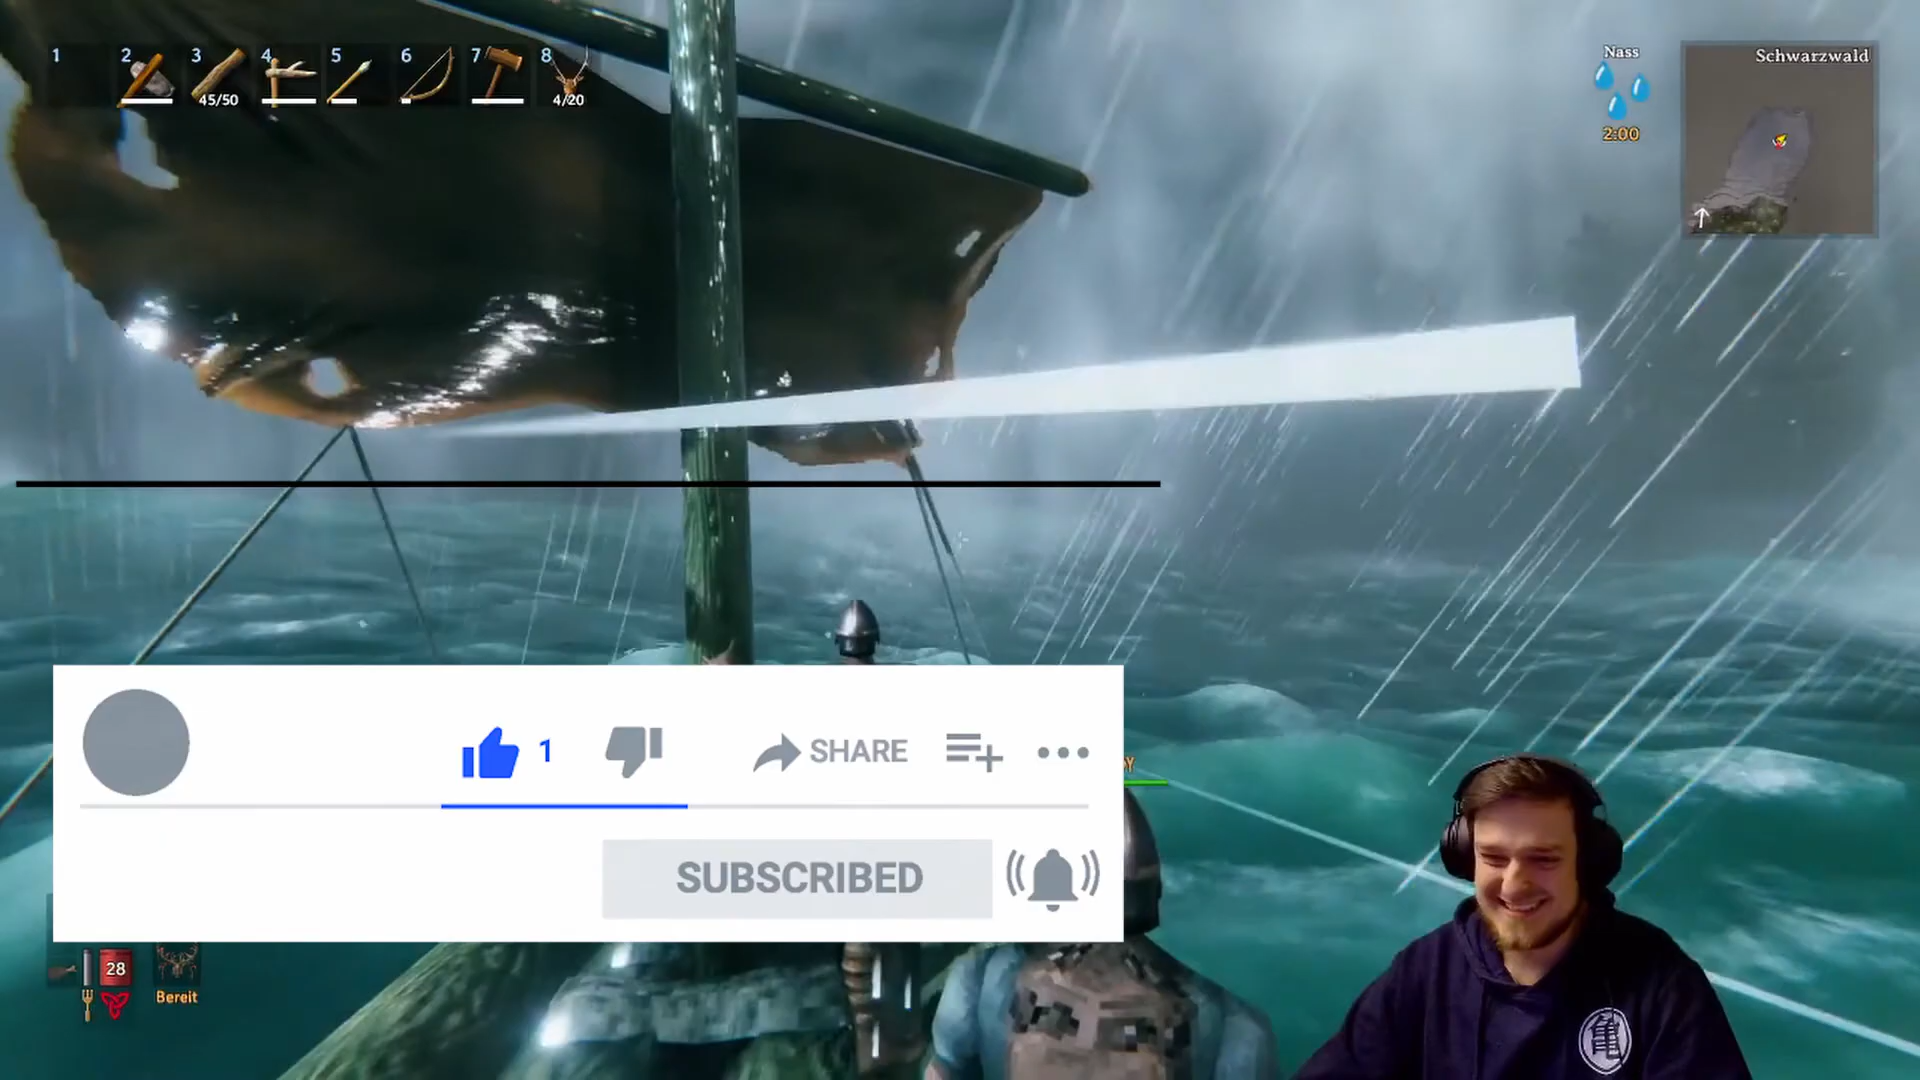 1 2 3 4 5 6 7 8
45/50
4/20
Nass
2:00
Schwarzwald
1
SHARE
SUBSCRIBED
28
Bereit
亀